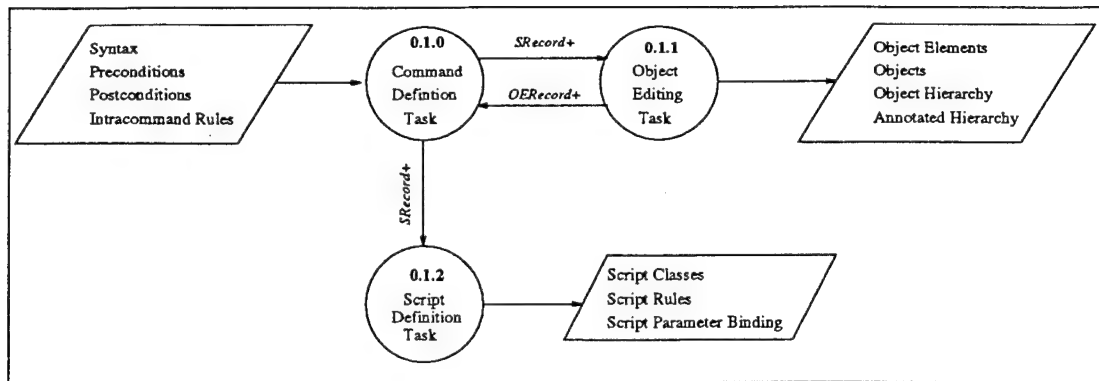 Syntax
Preconditions
Postconditions
Intracommand Rules
0.1.0
Command
Defintion
Task
SRecord+
OERecord+
0.1.1
Object
Editing
Task
Object Elements
Objects
Object Hierarchy
Annotated Hierarchy
SRecord+
0.1.2
Script
Definition
Task
Script Classes
Script Rules
Script Parameter Binding